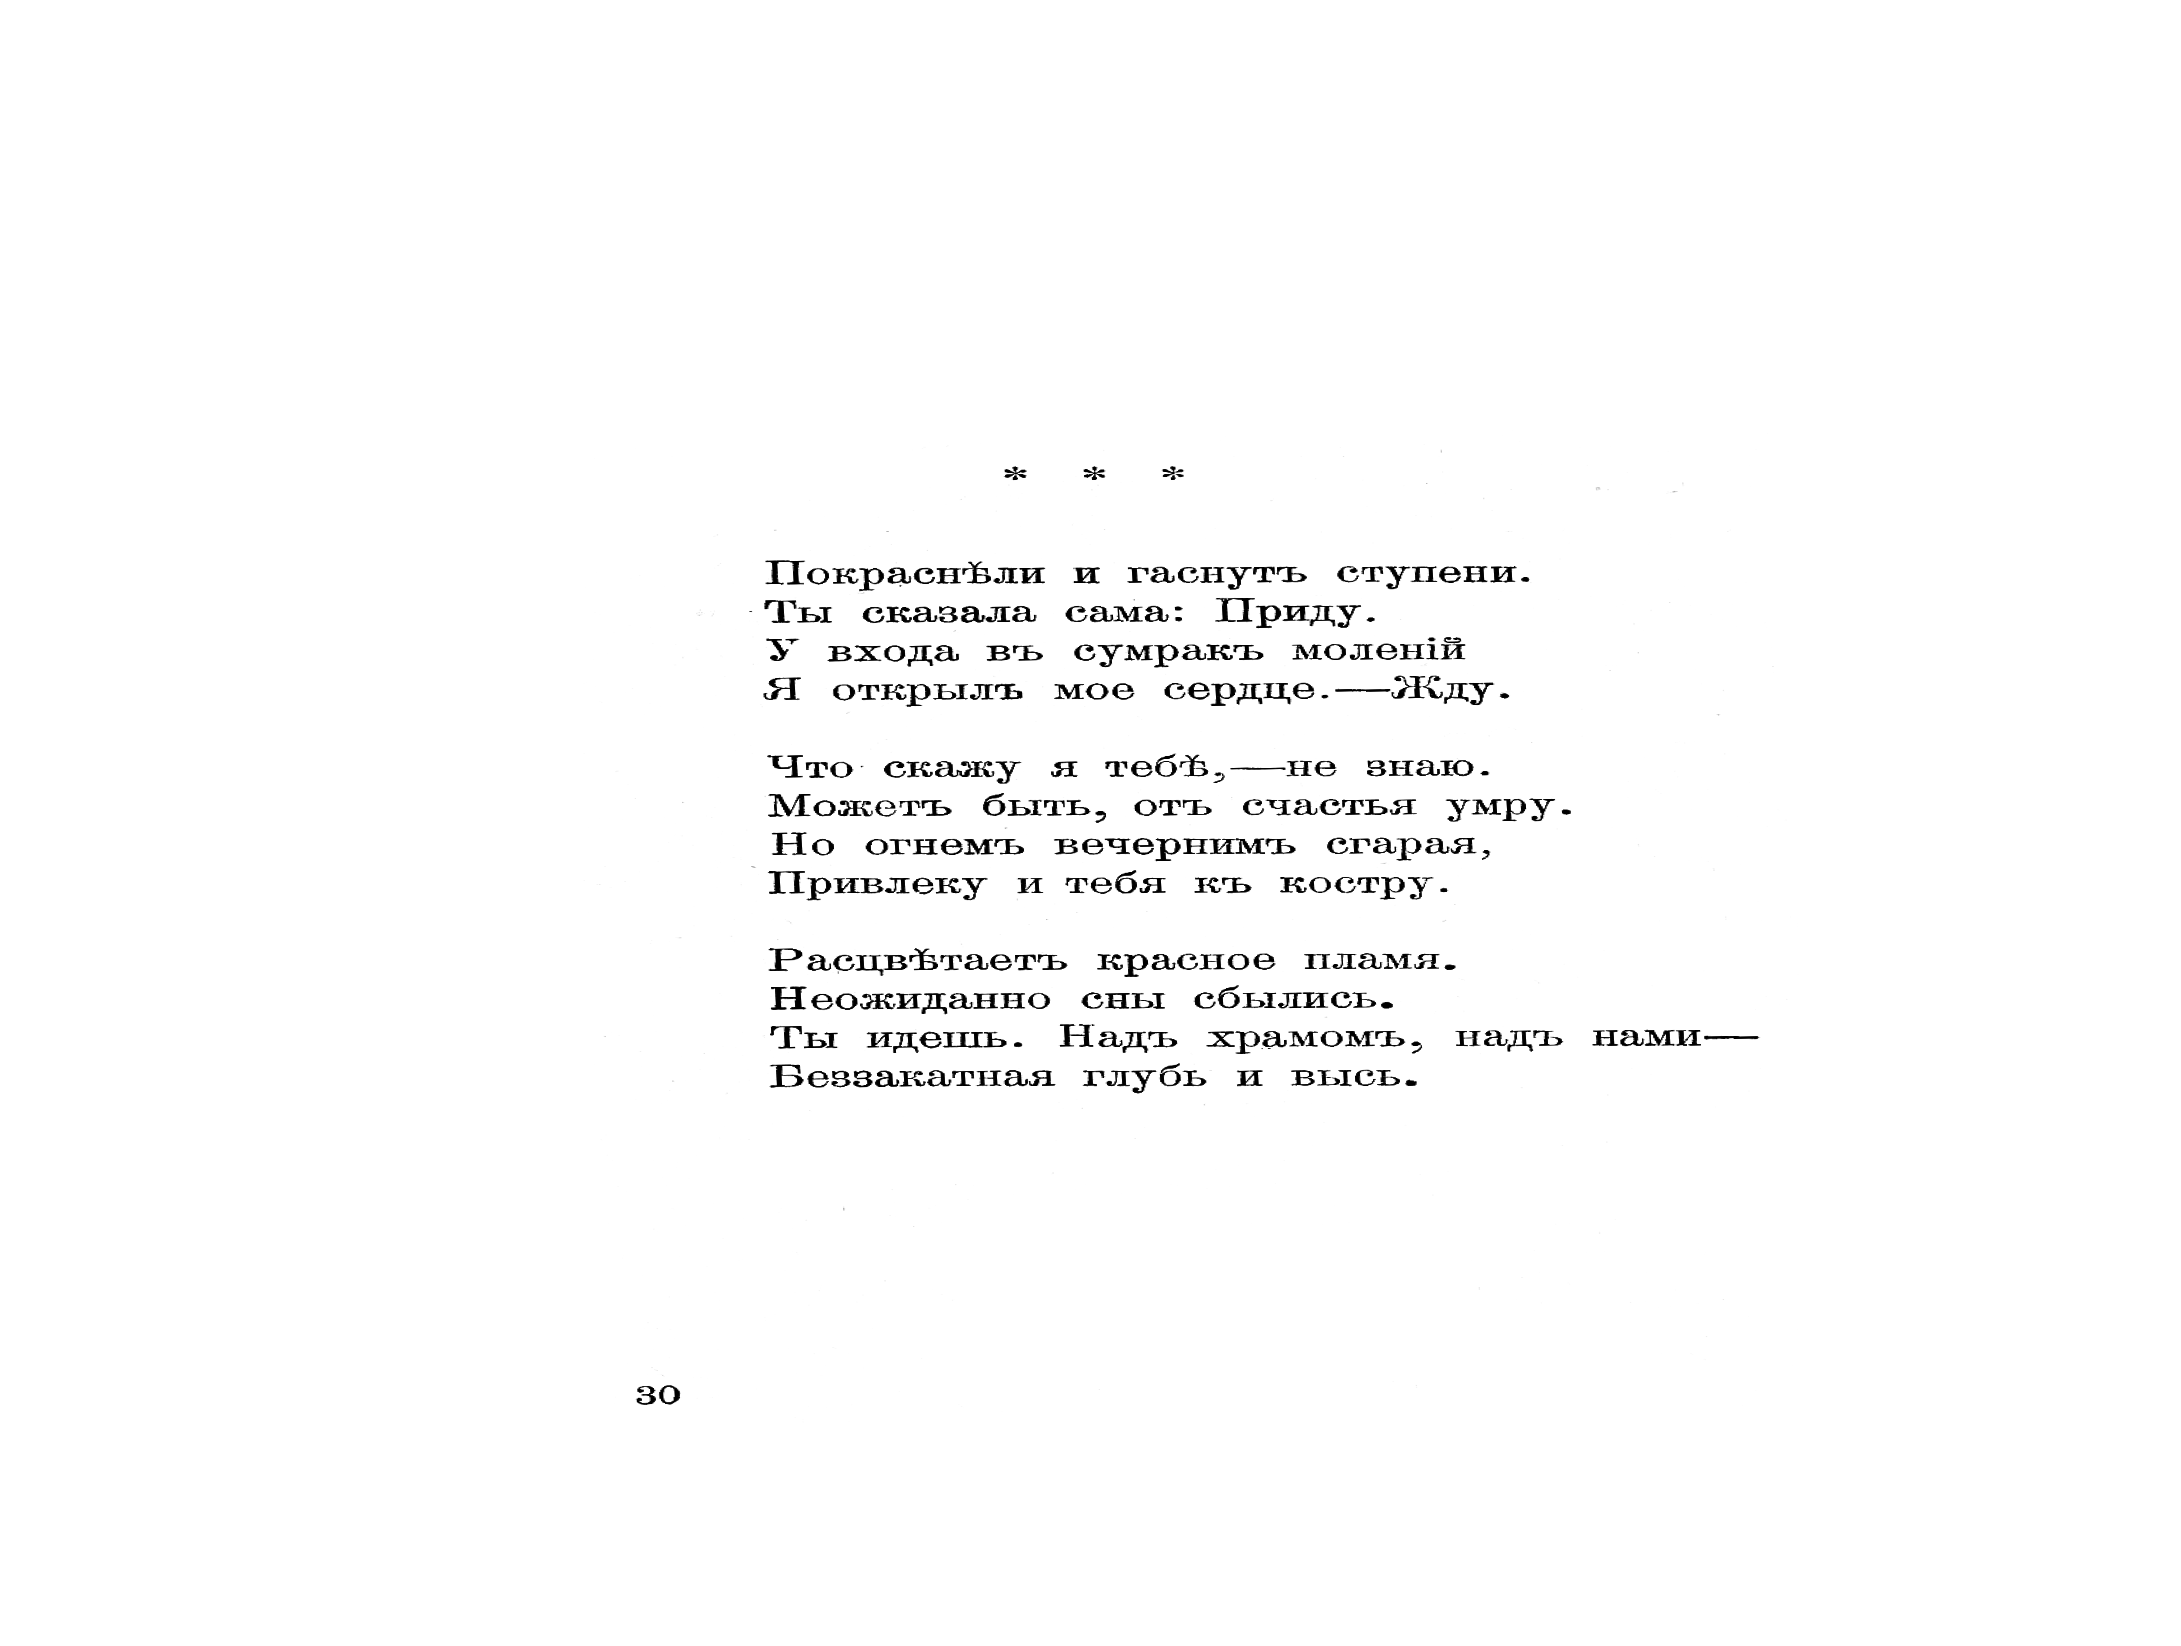 * * *
Покраснѣли и гаснутъ ступени.
Ты сказала сама: Приду.
У входа въ сумракъ моленій
Я открылъ мое сердце.—Жду.
Что скажу я тебѣ,—не знаю.
Можетъ быть, отъ счастья умру.
Но огнемъ вечернимъ сгарая,
Привлеку и тебя къ костру.
Расцвѣтаетъ красное пламя.
Неожиданно сны сбылись.
Ты идешь. Надъ храмомъ, надъ нами—
Беззакатная глубь и высь.
30